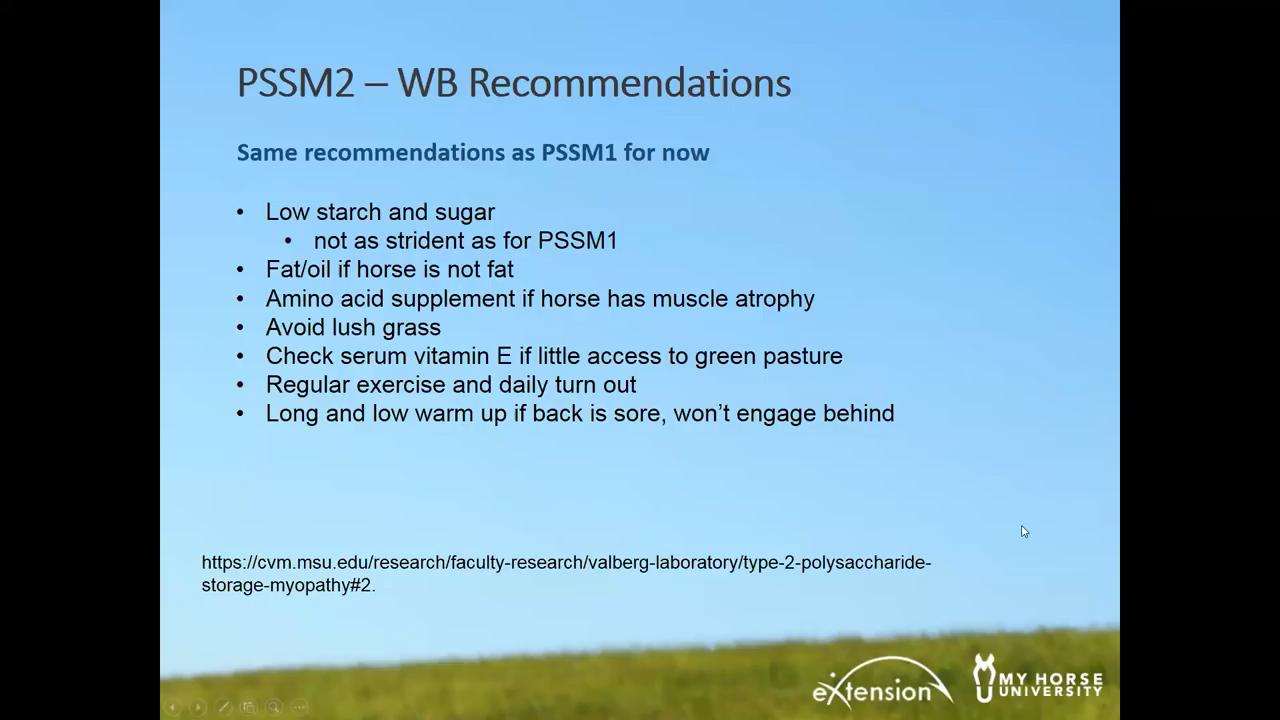 PSSM2 – WB Recommendations
Same recommendations as PSSM1 for now
• Low starch and sugar
• not as strident as for PSSM1
• Fat/oil if horse is not fat
• Amino acid supplement if horse has muscle atrophy
• Avoid lush grass
• Check serum vitamin E if little access to green pasture
• Regular exercise and daily turn out
• Long and low warm up if back is sore, won’t engage behind
https://cvm.msu.edu/research/faculty-research/valberg-laboratory/type-2-polysaccharide-
storage-myopathy#2.
eXtension
MY HORSE
UNIVERSITY